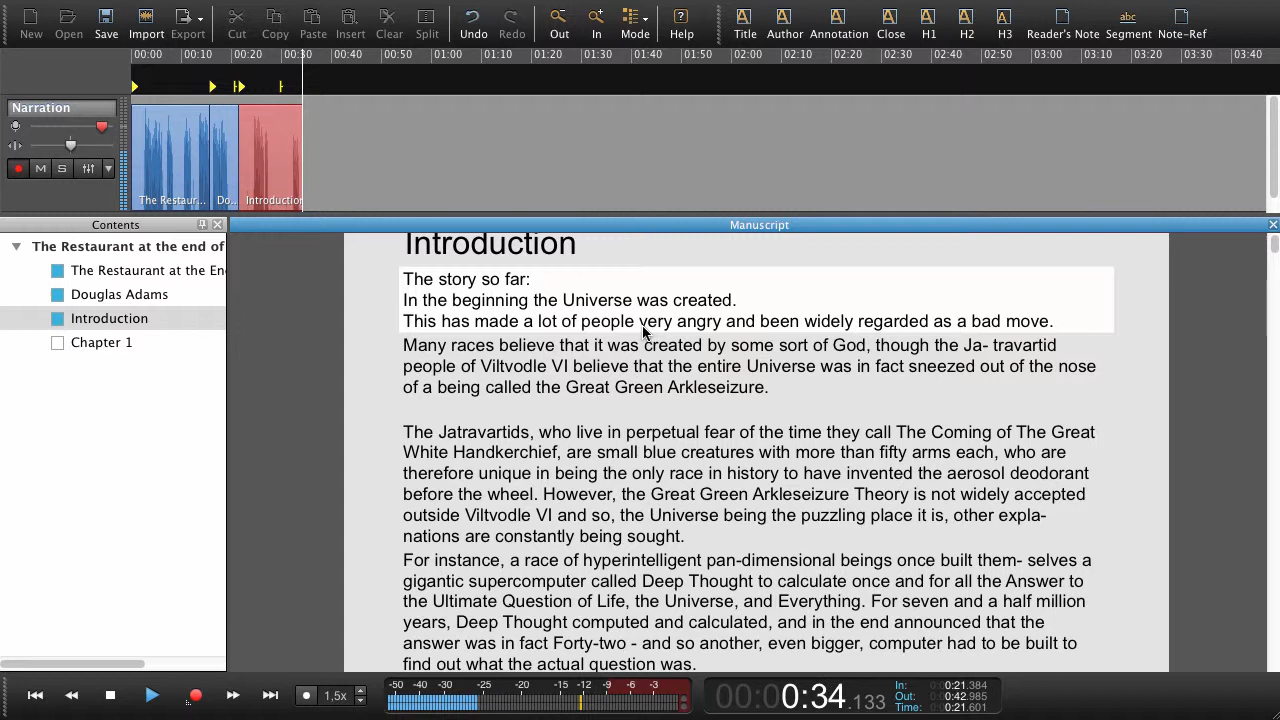 New Open Save Import Export Cut Copy Paste Insert Clear Split Undo Redo Out In Mode Help Title Author Annotation Close H1 H2 H3 Reader's Note Segment Note-Ref
00:00 00:10 00:20 00:30 00:40 00:50 01:00 01:10 01:20 01:30 01:40 01:50 02:00 02:10 02:20 02:30 02:40 02:50 03:00 03:10 03:20 03:30 03:40
Narration
M S
The Restaur... Do... Introduction
Contents
Manuscript
The Restaurant at the end of
The Restaurant at the En
Douglas Adams
Introduction
Chapter 1
Introduction
The story so far:
In the beginning the Universe was created.
This has made a lot of people very angry and been widely regarded as a bad move.
Many races believe that it was created by some sort of God, though the Ja- travartid
people of Viltvodle VI believe that the entire Universe was in fact sneezed out of the nose
of a being called the Great Green Arkleseizure.
The Jatravartids, who live in perpetual fear of the time they call The Coming of The Great
White Handkerchief, are small blue creatures with more than fifty arms each, who are
therefore unique in being the only race in history to have invented the aerosol deodorant
before the wheel. However, the Great Green Arkleseizure Theory is not widely accepted
outside Viltvodle VI and so, the Universe being the puzzling place it is, other expla-
nations are constantly being sought.
For instance, a race of hyperintelligent pan-dimensional beings once built them- selves a
gigantic supercomputer called Deep Thought to calculate once and for all the Answer to
the Ultimate Question of Life, the Universe, and Everything. For seven and a half million
years, Deep Thought computed and calculated, and in the end announced that the
answer was in fact Forty-two - and so another, even bigger, computer had to be built to
find out what the actual question was.
1,5x
-50 -40 -30 -25 -20 -15 -12 -9 -6 -3
00:00:34.133
In: 0:00:21.384
Out: 0:00:42.985
Time: 0:00:21.601